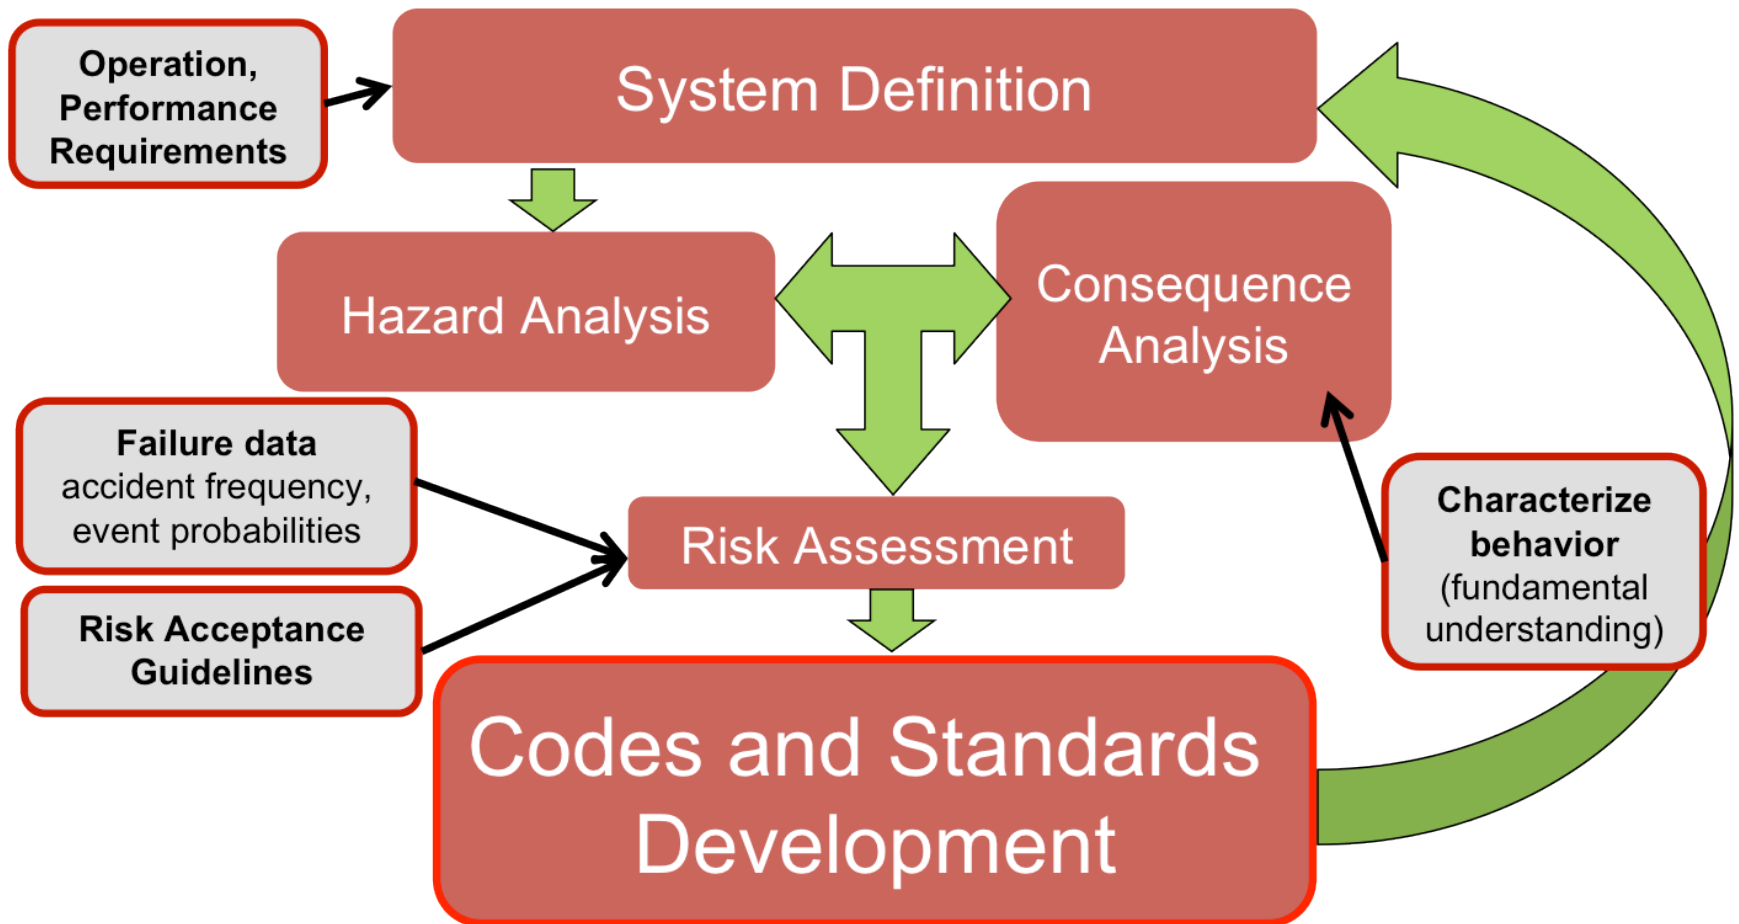 Operation,
Performance
Requirements
System Definition
Hazard Analysis
Consequence
Analysis
Failure data
accident frequency,
event probabilities
Risk Assessment
Characterize
behavior
(fundamental
understanding)
Risk Acceptance
Guidelines
Codes and Standards
Development